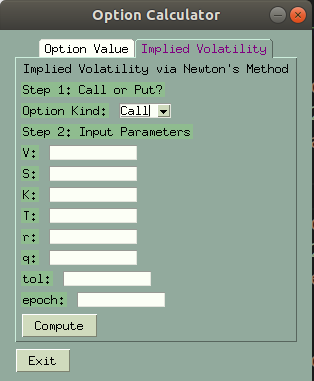 Option Calculator
Option Value Implied Volatility
Implied Volatility via Newton's Method
Step 1: Call or Put?
Option Kind: Call
Step 2: Input Parameters
V:
S:
K:
T:
r:
q:
tol:
epoch:
Compute
Exit